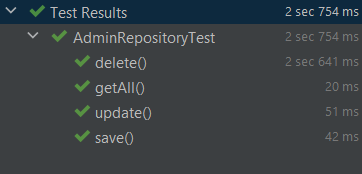 Test Results 2 sec 754 ms
AdminRepositoryTest 2 sec 754 ms
delete() 2 sec 641 ms
getAll() 20 ms
update() 51 ms
save() 42 ms